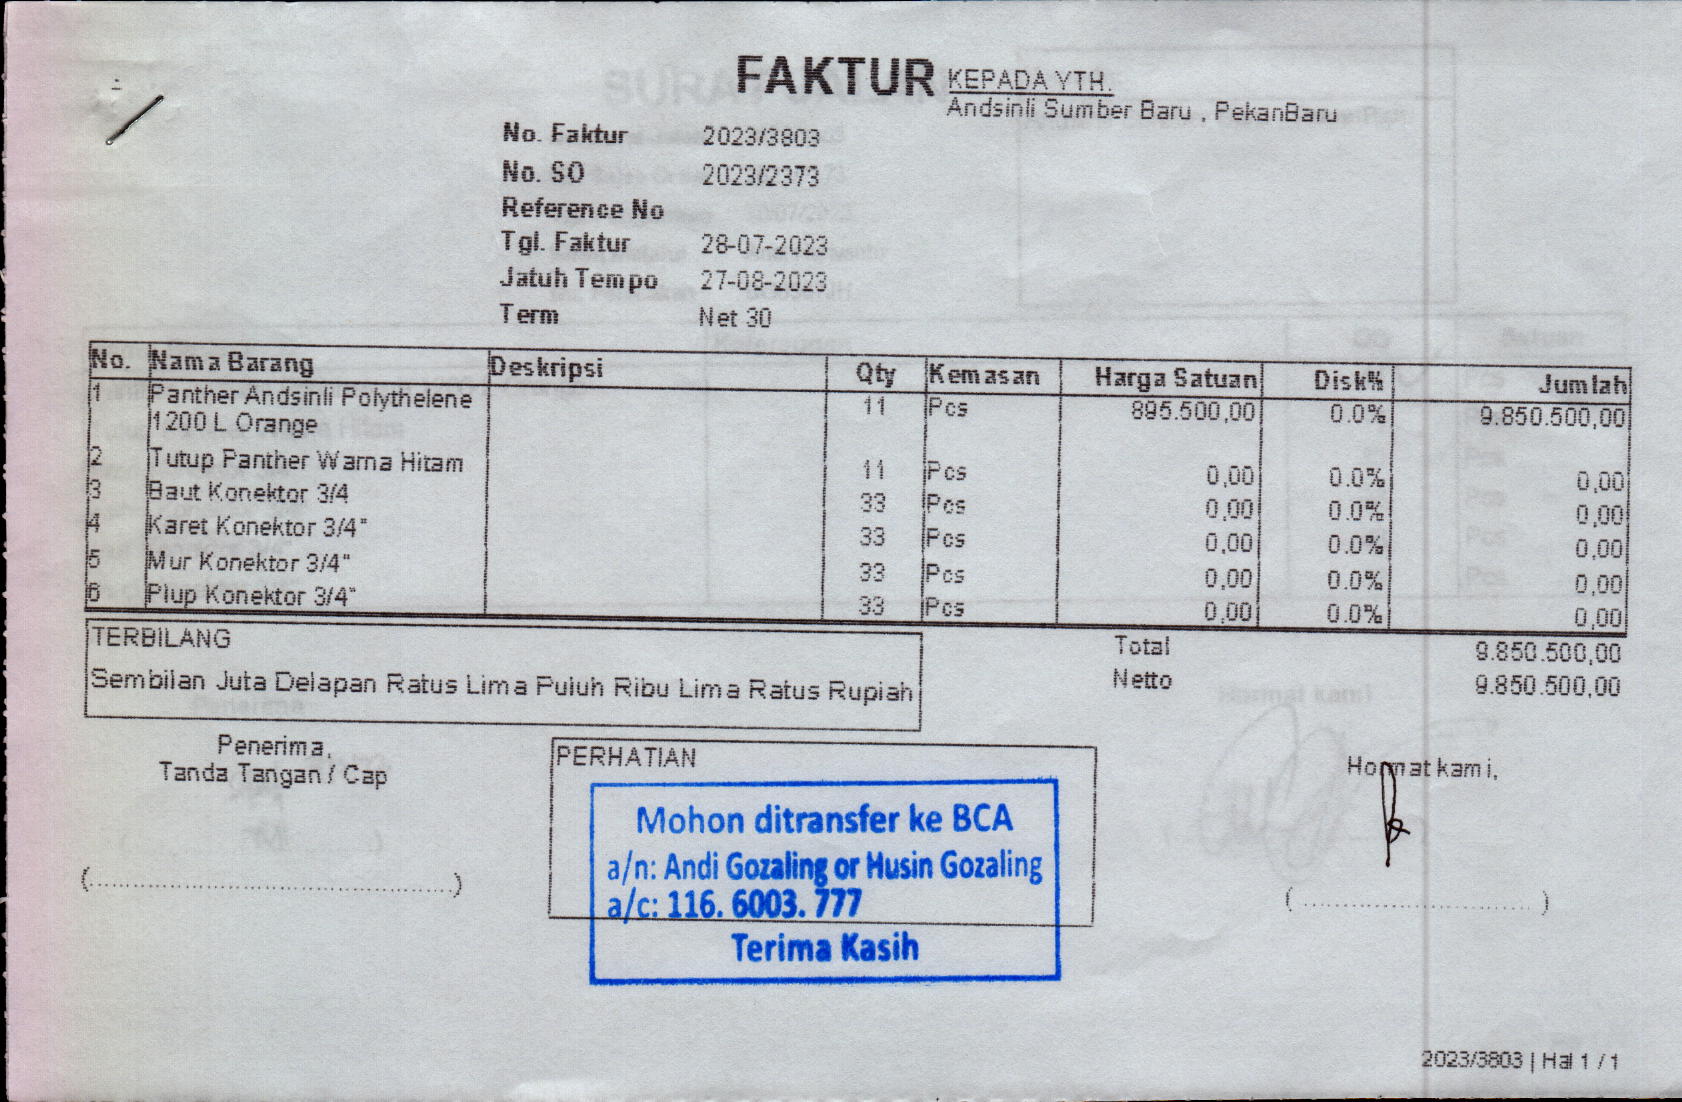 FAKTUR
KEPADA YTH.
Andsinli Sumber Baru , PekanBaru
No. Faktur 2023/3803
No. SO 2023/2373
Reference No
Tgl. Faktur 28-07-2023
Jatuh Tempo 27-08-2023
Term Net 30
No. Nama Barang Deskripsi Qty Kemasan Harga Satuan Disk% Jumlah
1 Panther Andsinli Polythelene 11 Pcs 895.500,00 0.0% 9.850.500,00
1200 L Orange
2 Tutup Panther Warna Hitam 11 Pcs 0,00 0.0% 0,00
3 Baut Konektor 3/4 33 Pcs 0,00 0.0% 0,00
4 Karet Konektor 3/4" 33 Pcs 0,00 0.0% 0,00
5 Mur Konektor 3/4" 33 Pcs 0,00 0.0% 0,00
6 Plup Konektor 3/4" 33 Pcs 0,00 0.0% 0,00
TERBILANG
Sembilan Juta Delapan Ratus Lima Puluh Ribu Lima Ratus Rupiah
Total 9.850.500,00
Netto 9.850.500,00
Penerima,
Tanda Tangan / Cap
(..............................................)
PERHATIAN
Mohon ditransfer ke BCA
a/n: Andi Gozaling or Husin Gozaling
a/c: 116. 6003. 777
Terima Kasih
Hormat kami,
(..............................)
2023/3803 | Hal 1 / 1